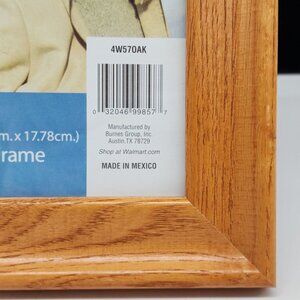 4W57OAK
0 32046 99857 7
m. x 17.78cm.)
rame
Manufactured by
Burnes Group, Inc.
Austin, TX 78729
Shop at Walmart.com
MADE IN MEXICO